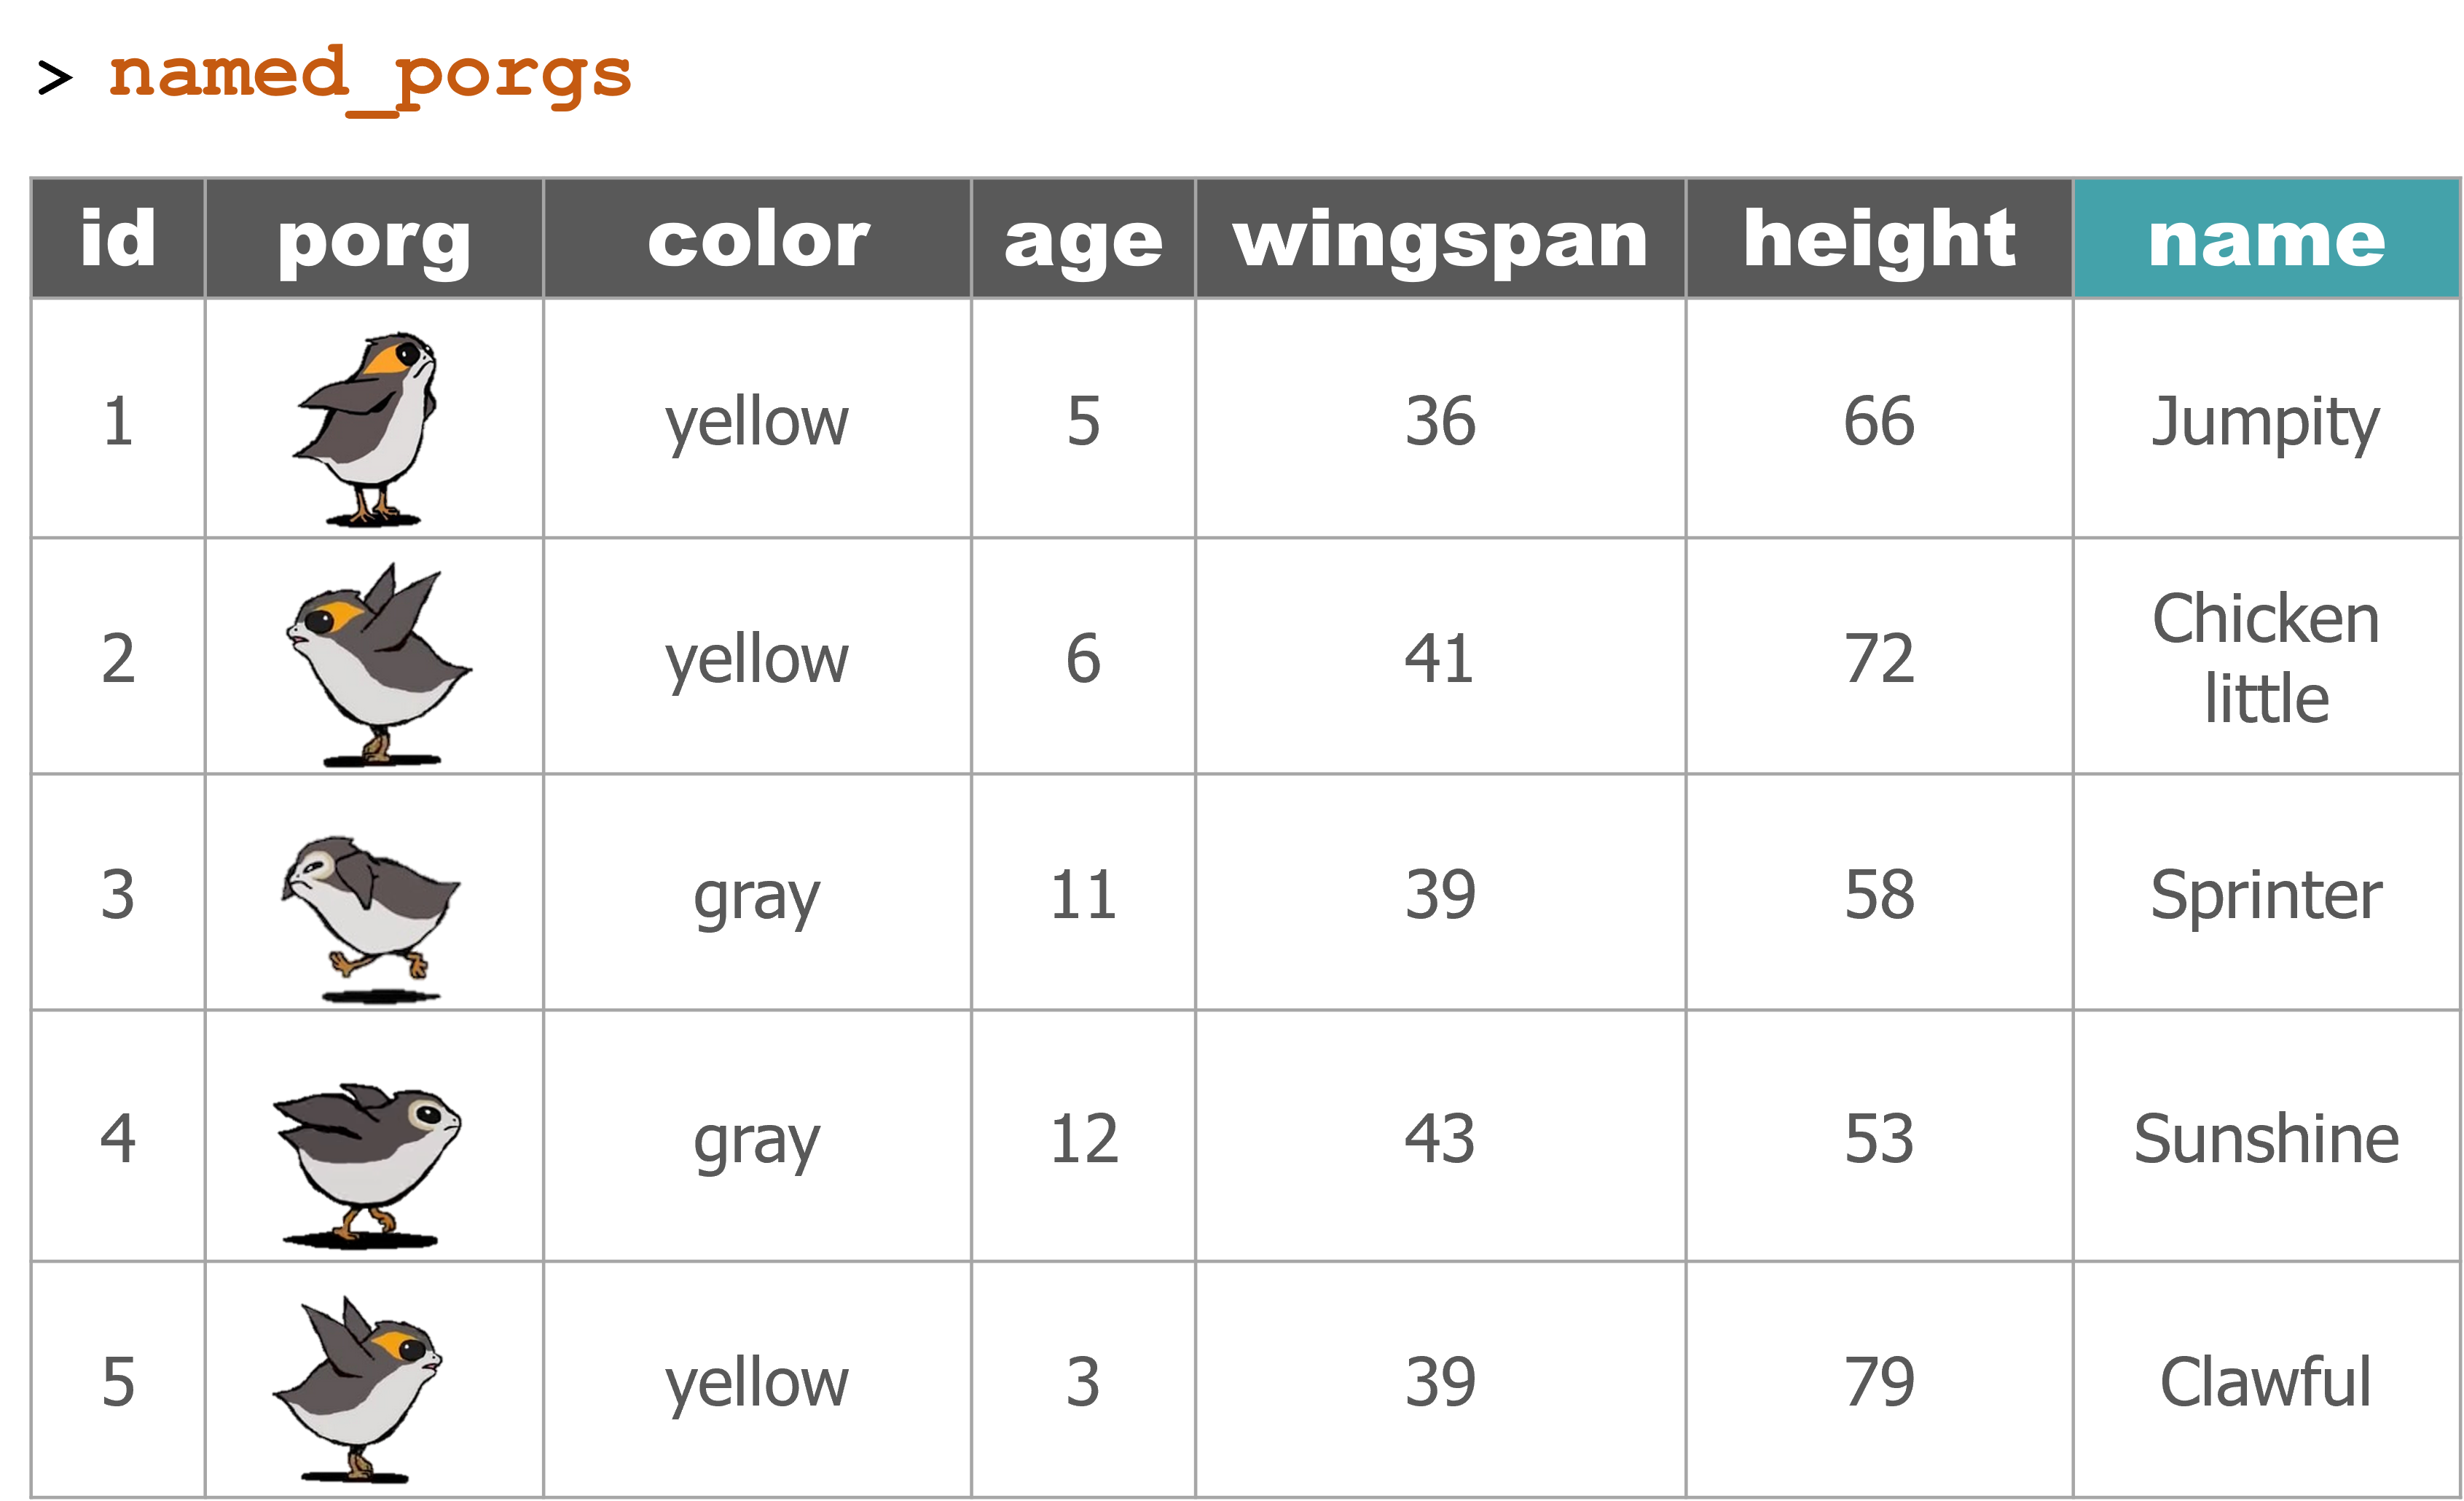 > named_porgs
id porg color age wingspan height name
1 yellow 5 36 66 Jumpity
2 yellow 6 41 72 Chicken
little
3 gray 11 39 58 Sprinter
4 gray 12 43 53 Sunshine
5 yellow 3 39 79 Clawful